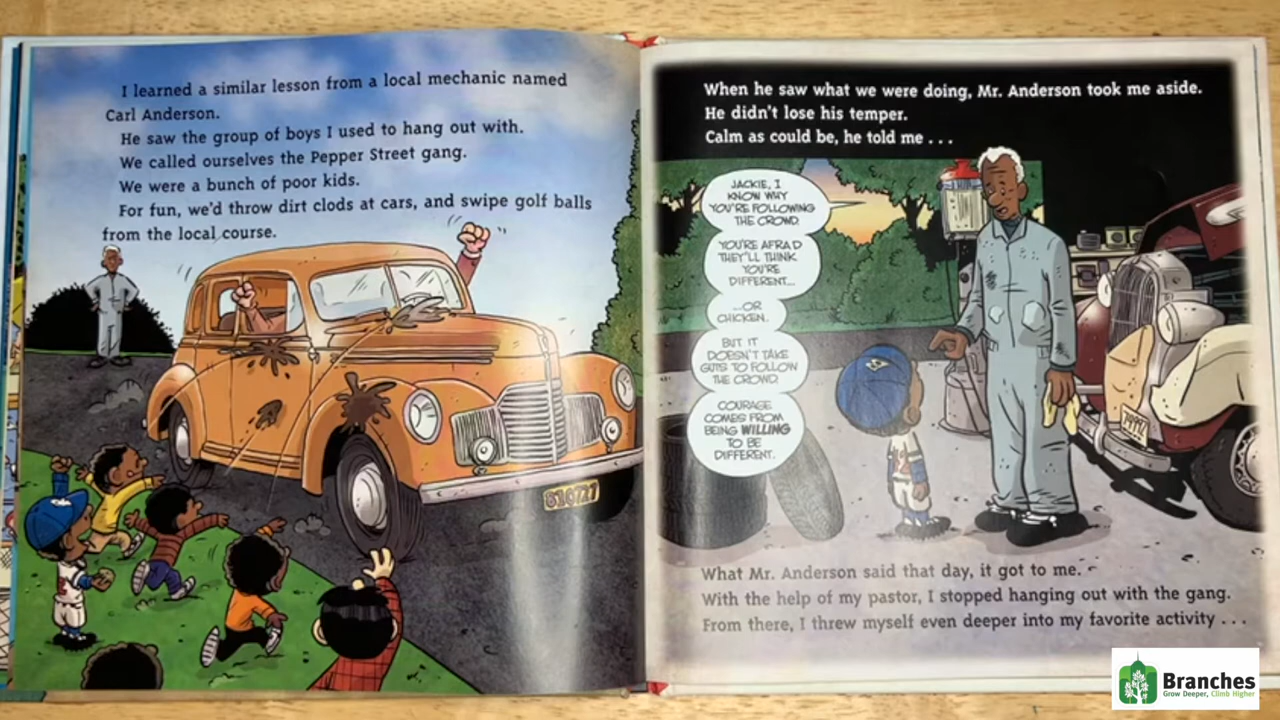 I learned a similar lesson from a local mechanic named
Carl Anderson.
He saw the group of boys I used to hang out with.
We called ourselves the Pepper Street gang.
We were a bunch of poor kids.
For fun, we'd throw dirt clods at cars, and swipe golf balls
from the local course.
510727
When he saw what we were doing, Mr. Anderson took me aside.
He didn't lose his temper.
Calm as could be, he told me . . .
JACKIE, I
KNOW WHY
YOU'RE FOLLOWING
THE CROWD.
YOU'RE AFRAID
THEY'LL THINK
YOU'RE
DIFFERENT...
...OR
CHICKEN.
BUT IT
DOESN'T TAKE
GUTS TO FOLLOW
THE CROWD.
COURAGE
COMES FROM
BEING WILLING
TO BE
DIFFERENT.
What Mr. Anderson said that day, it got to me.
With the help of my pastor, I stopped hanging out with the gang.
From there, I threw myself even deeper into my favorite activity . . .
Branches
Grow Deeper, Climb Higher